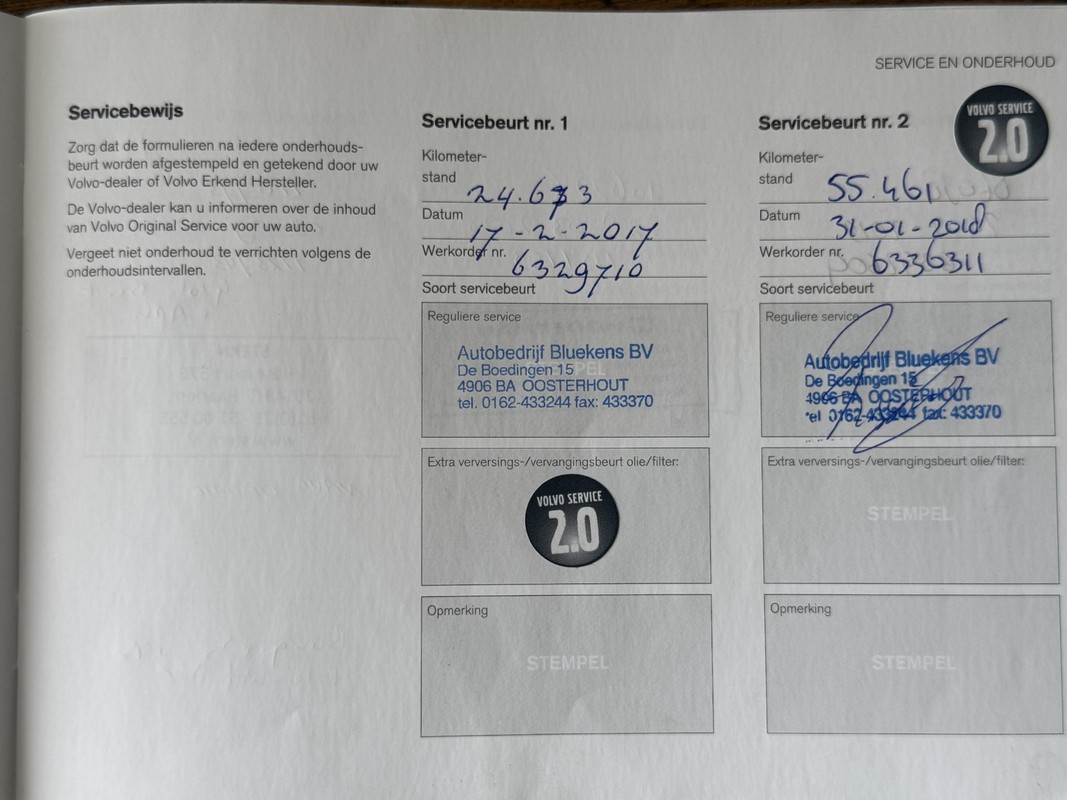 SERVICE EN ONDERHOUD
Servicebewijs
Zorg dat de formulieren na iedere onderhouds-
beurt worden afgestempeld en getekend door uw
Volvo-dealer of Volvo Erkend Hersteller.
De Volvo-dealer kan u informeren over de inhoud
van Volvo Original Service voor uw auto.
Vergeet niet onderhoud te verrichten volgens de
onderhoudsintervallen.
Servicebeurt nr. 1
Kilometer-
stand 24.673
Datum 17-2-2017
Werkorder nr. 6329710
Soort servicebeurt
Reguliere service
Autobedrijf Bluekens BV
De Boedingen 15
4906 BA OOSTERHOUT
tel. 0162-433244 fax: 433370
Extra verversings-/vervangingsbeurt olie/filter:
VOLVO SERVICE
2.0
Opmerking
STEMPEL
Servicebeurt nr. 2
VOLVO SERVICE
2.0
Kilometer-
stand 55.461
Datum 31-01-2018
Werkorder nr. 6336311
Soort servicebeurt
Reguliere service
Autobedrijf Bluekens BV
De Boedingen 15
4906 BA OOSTERHOUT
tel 0162-433244 fax: 433370
Extra verversings-/vervangingsbeurt olie/filter:
STEMPEL
Opmerking
STEMPEL